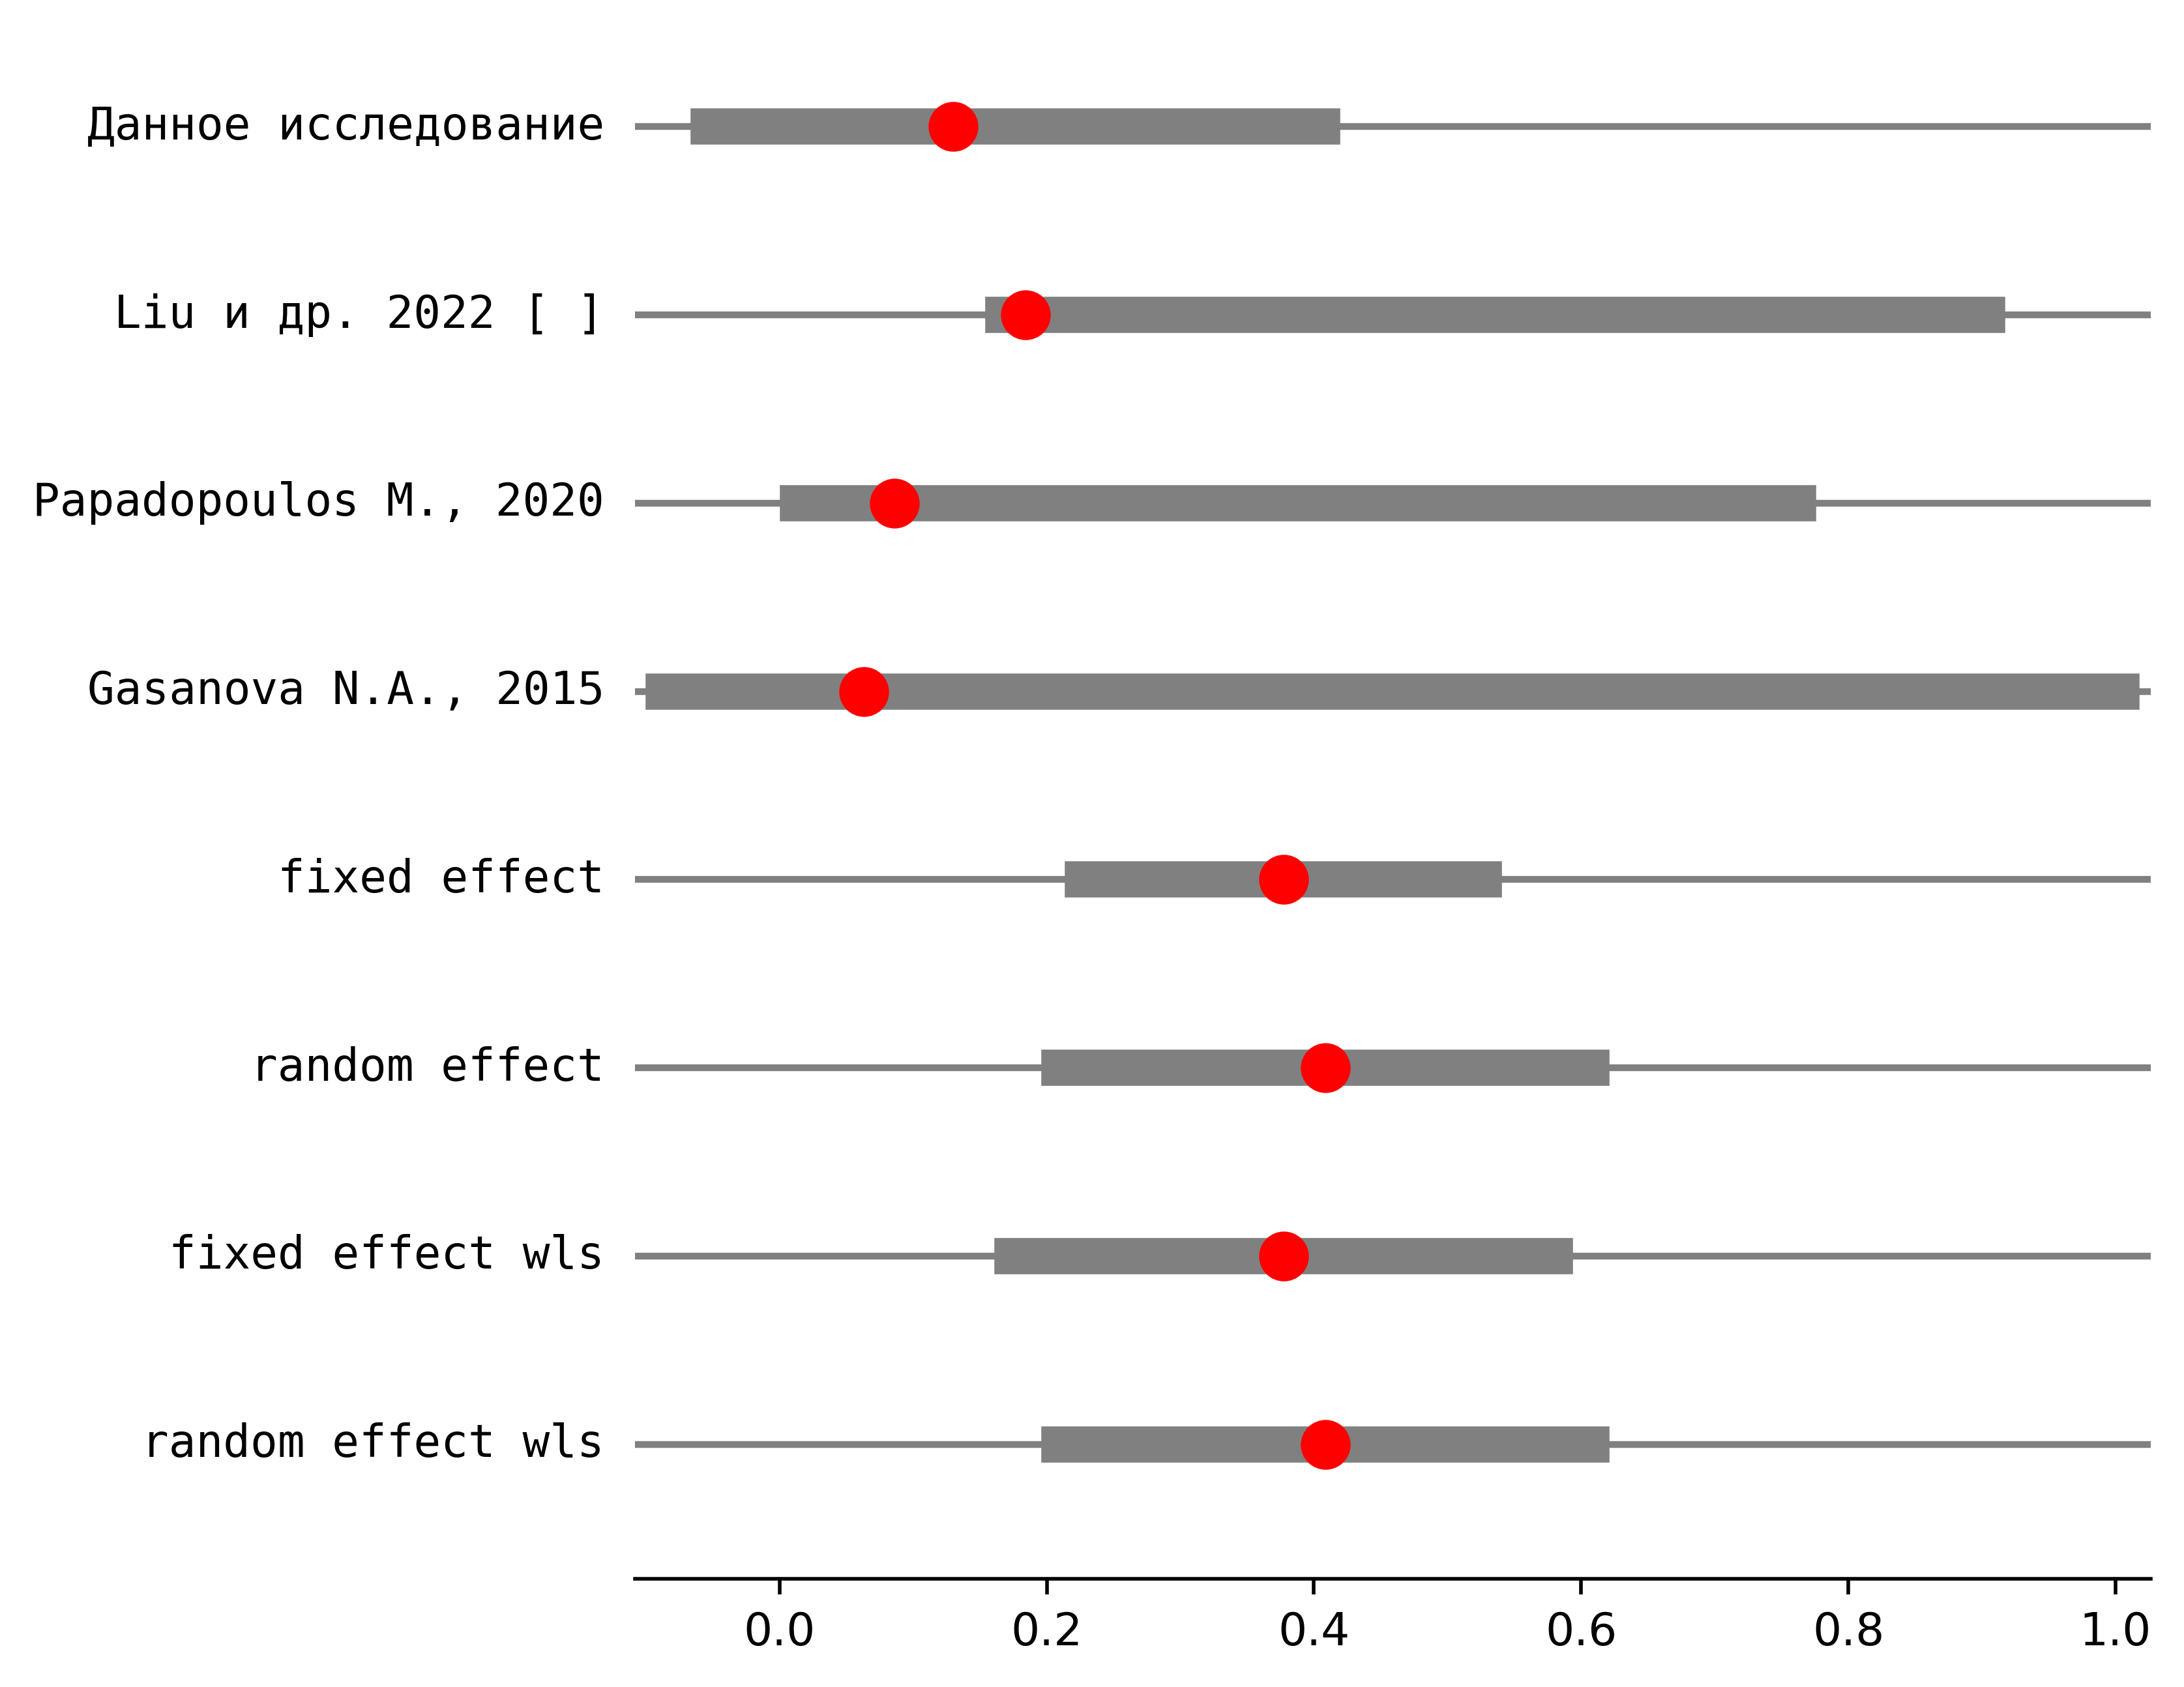 Данное исследование
Liu и др. 2022 [ ]
Papadopoulos M., 2020
Gasanova N.A., 2015
fixed effect
random effect
fixed effect wls
random effect wls
0.0 0.2 0.4 0.6 0.8 1.0